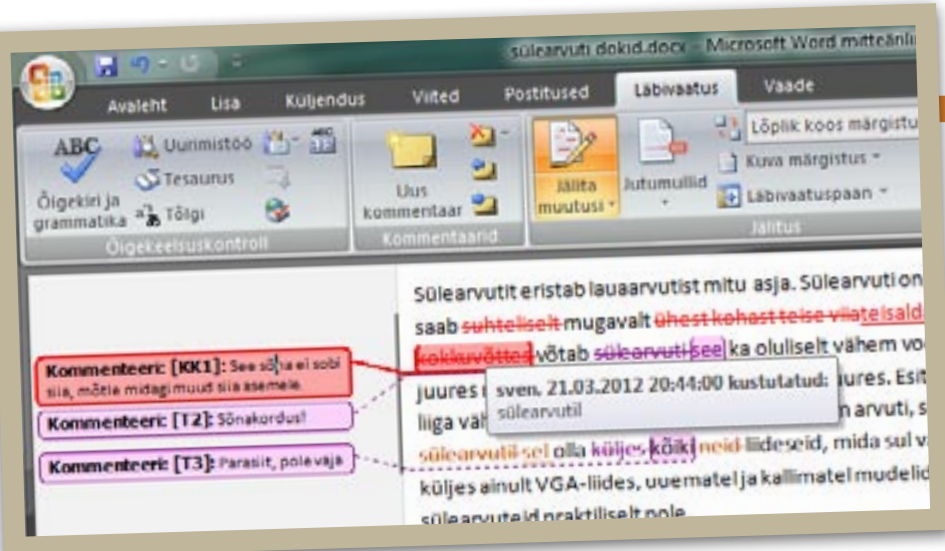 sülearvuti dokid.docx - Microsoft Word mitteänli
Avaleht Lisa Küljendus Viited Postitused Läbivaatus Vaade
ABC Õigekiri ja grammatika
Uurimistöö
Tesaurus
Tõlgi
Õigekeelsuskontroll
Uus kommentaar
Kommentaarid
Jälita muutusi
Jutumullid
Lõplik koos märgistu
Kuva märgistus
Läbivaatuspaan
Jälitus
Kommenteeri: [KK1]: See sõna ei sobi
siia, mõtle midagi muud siia asemele.
Kommenteeri: [T2]: Sõnakordus!
Kommenteeri: [T3]: Parasiit, pole vaja
Sülearvutit eristab lauaarvutist mitu asja. Sülearvuti on
saab suhteliselt mugavalt ühest kohast teise viia teisald
kokkuvõttes võtab sülearvuti see ka oluliselt vähem vo
juures
sven, 21.03.2012 20:44:00 kustutatud:
sülearvutil
jures. Esit
liiga väh
n arvuti, s
sülearvutil sel olla küljes kõiki neid liideseid, mida sul v
küljes ainult VGA-liides, uuematel ja kallimatel mudelid
sülearvuteid praktiliselt pole.